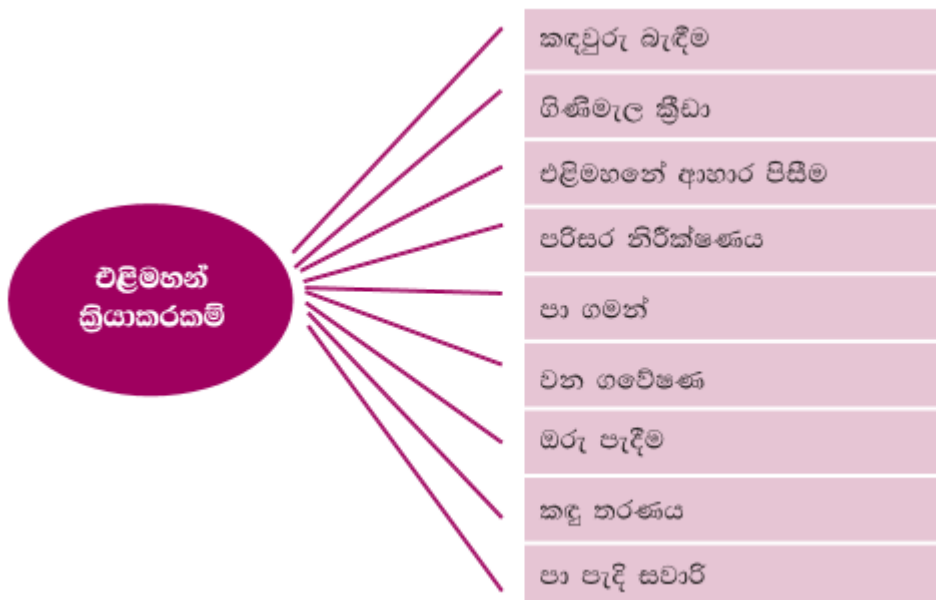 එළිමහන්
ක්‍රියාකරකම්
කඳවුරු බැඳීම
ගිණිමැල ක්‍රීඩා
එළිමහනේ ආහාර පිසීම
පරිසර නිරීක්ෂණය
පා ගමන්
වන ගවේෂණ
ඔරු පැදීම
කඳු තරණය
පා පැදි සවාරි